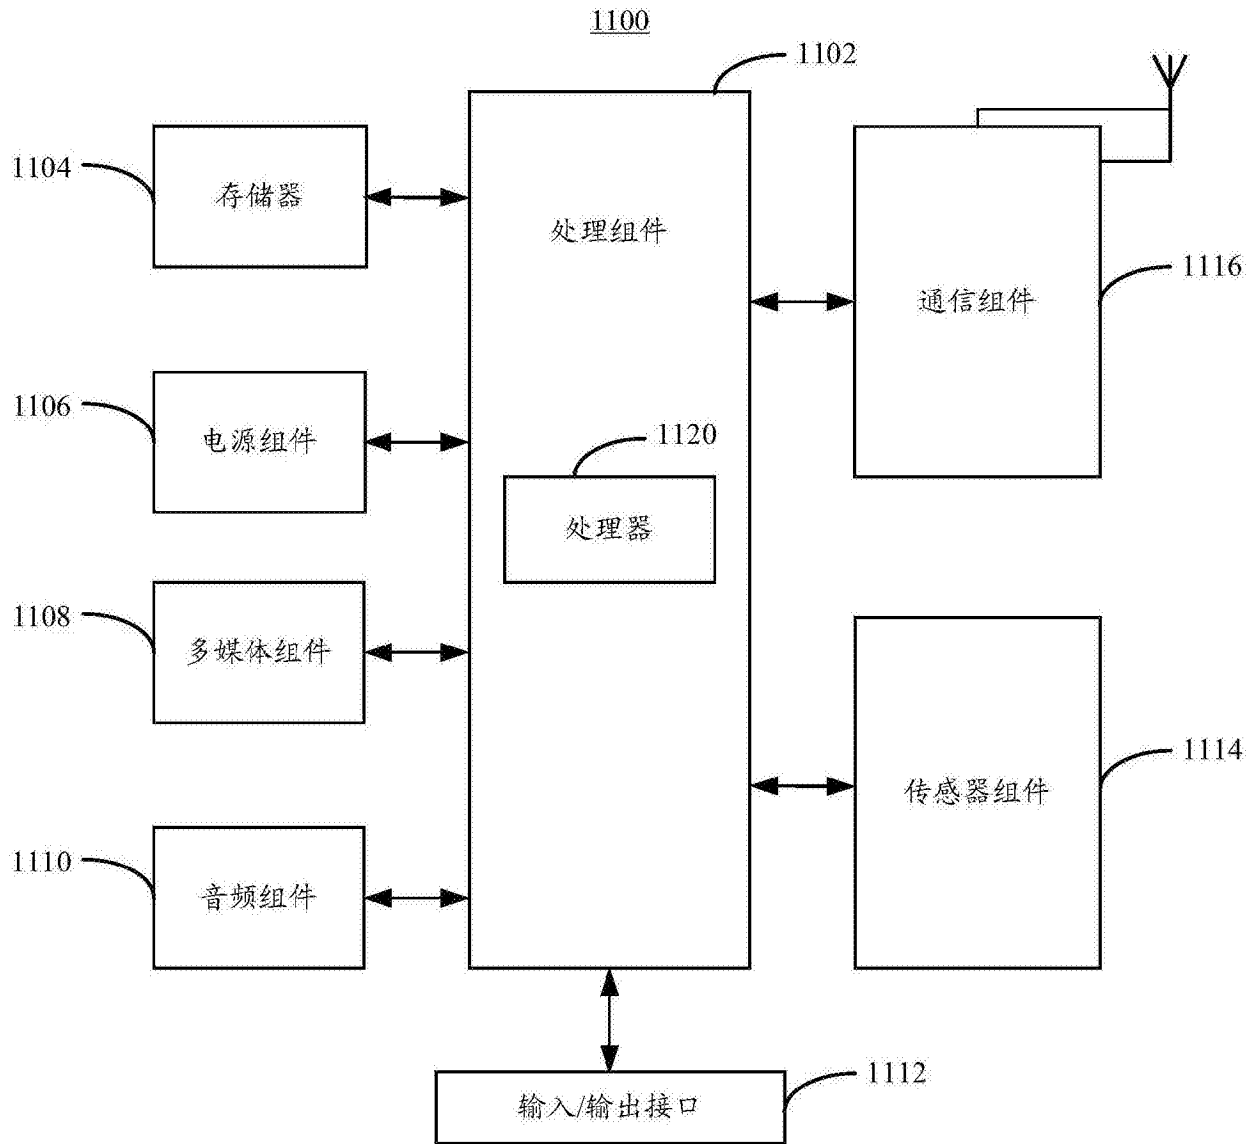 1100
1102
1104
存储器
处理组件
1116
通信组件
1106
电源组件
1120
处理器
1108
多媒体组件
1114
传感器组件
1110
音频组件
1112
输入/输出接口